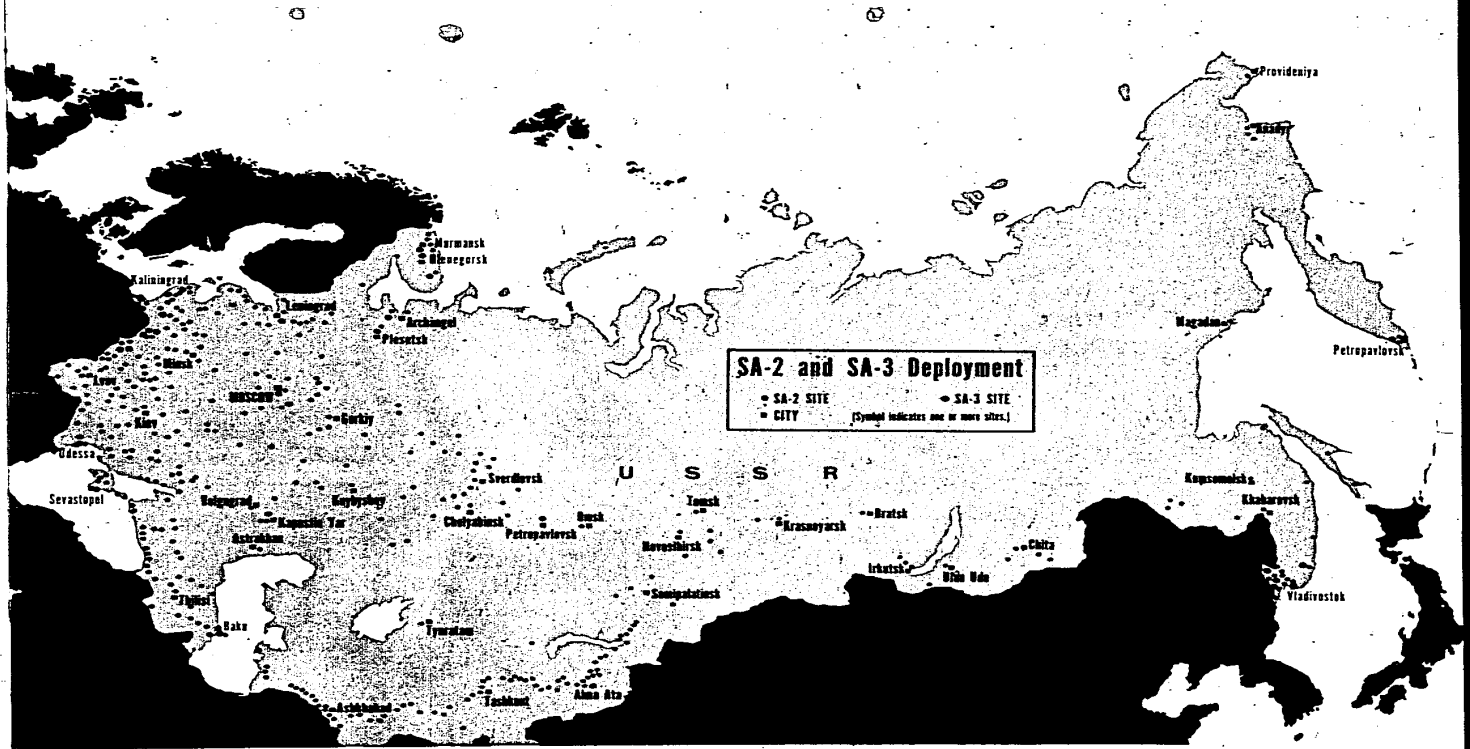 Provideniya
Anadyr
Murmansk
Olenegorsk
Kaliningrad
Leningrad
Archangel
Magadan
Plesetsk
Petropavlovsk
Minsk
SA-2 and SA-3 Deployment
Lvov
MOSCOW
SA-2 SITE
SA-3 SITE
CITY
(Symbol indicates one or more sites.)
Gorkiy
Kiev
Odessa
USSR
Sverdlovsk
Komsomolsk
Sevastopol
Volgograd
Kuybyshev
Tomsk
Khabarovsk
Kapustin Yar
Chelyabinsk
Omsk
Krasnoyarsk
Bratsk
Petropavlovsk
Astrakhan
Novosibirsk
Chita
Irkutsk
Ulan Ude
Tbilisi
Semipalatinsk
Vladivostok
Baku
Tyuratam
Alma Ata
Tashkent
Ashkhabad